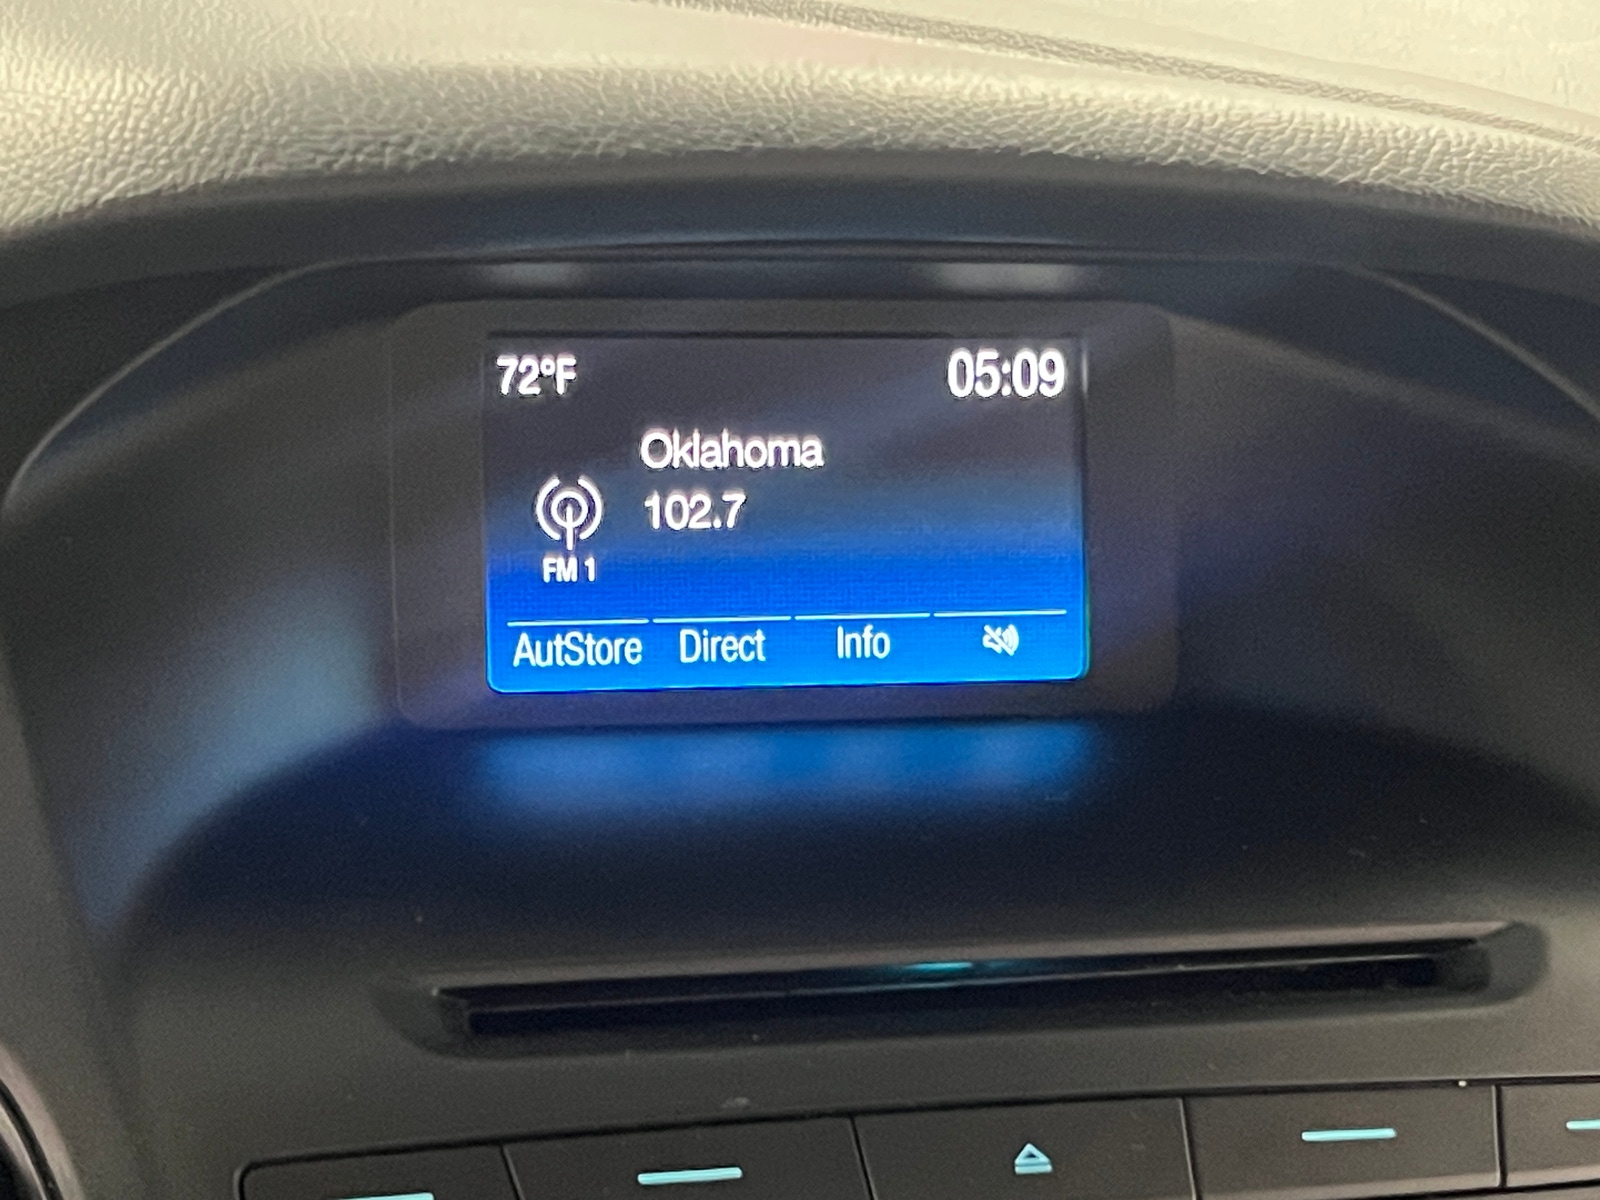 72°F 05:09
Oklahoma
102.7
FM 1
AutStore Direct Info